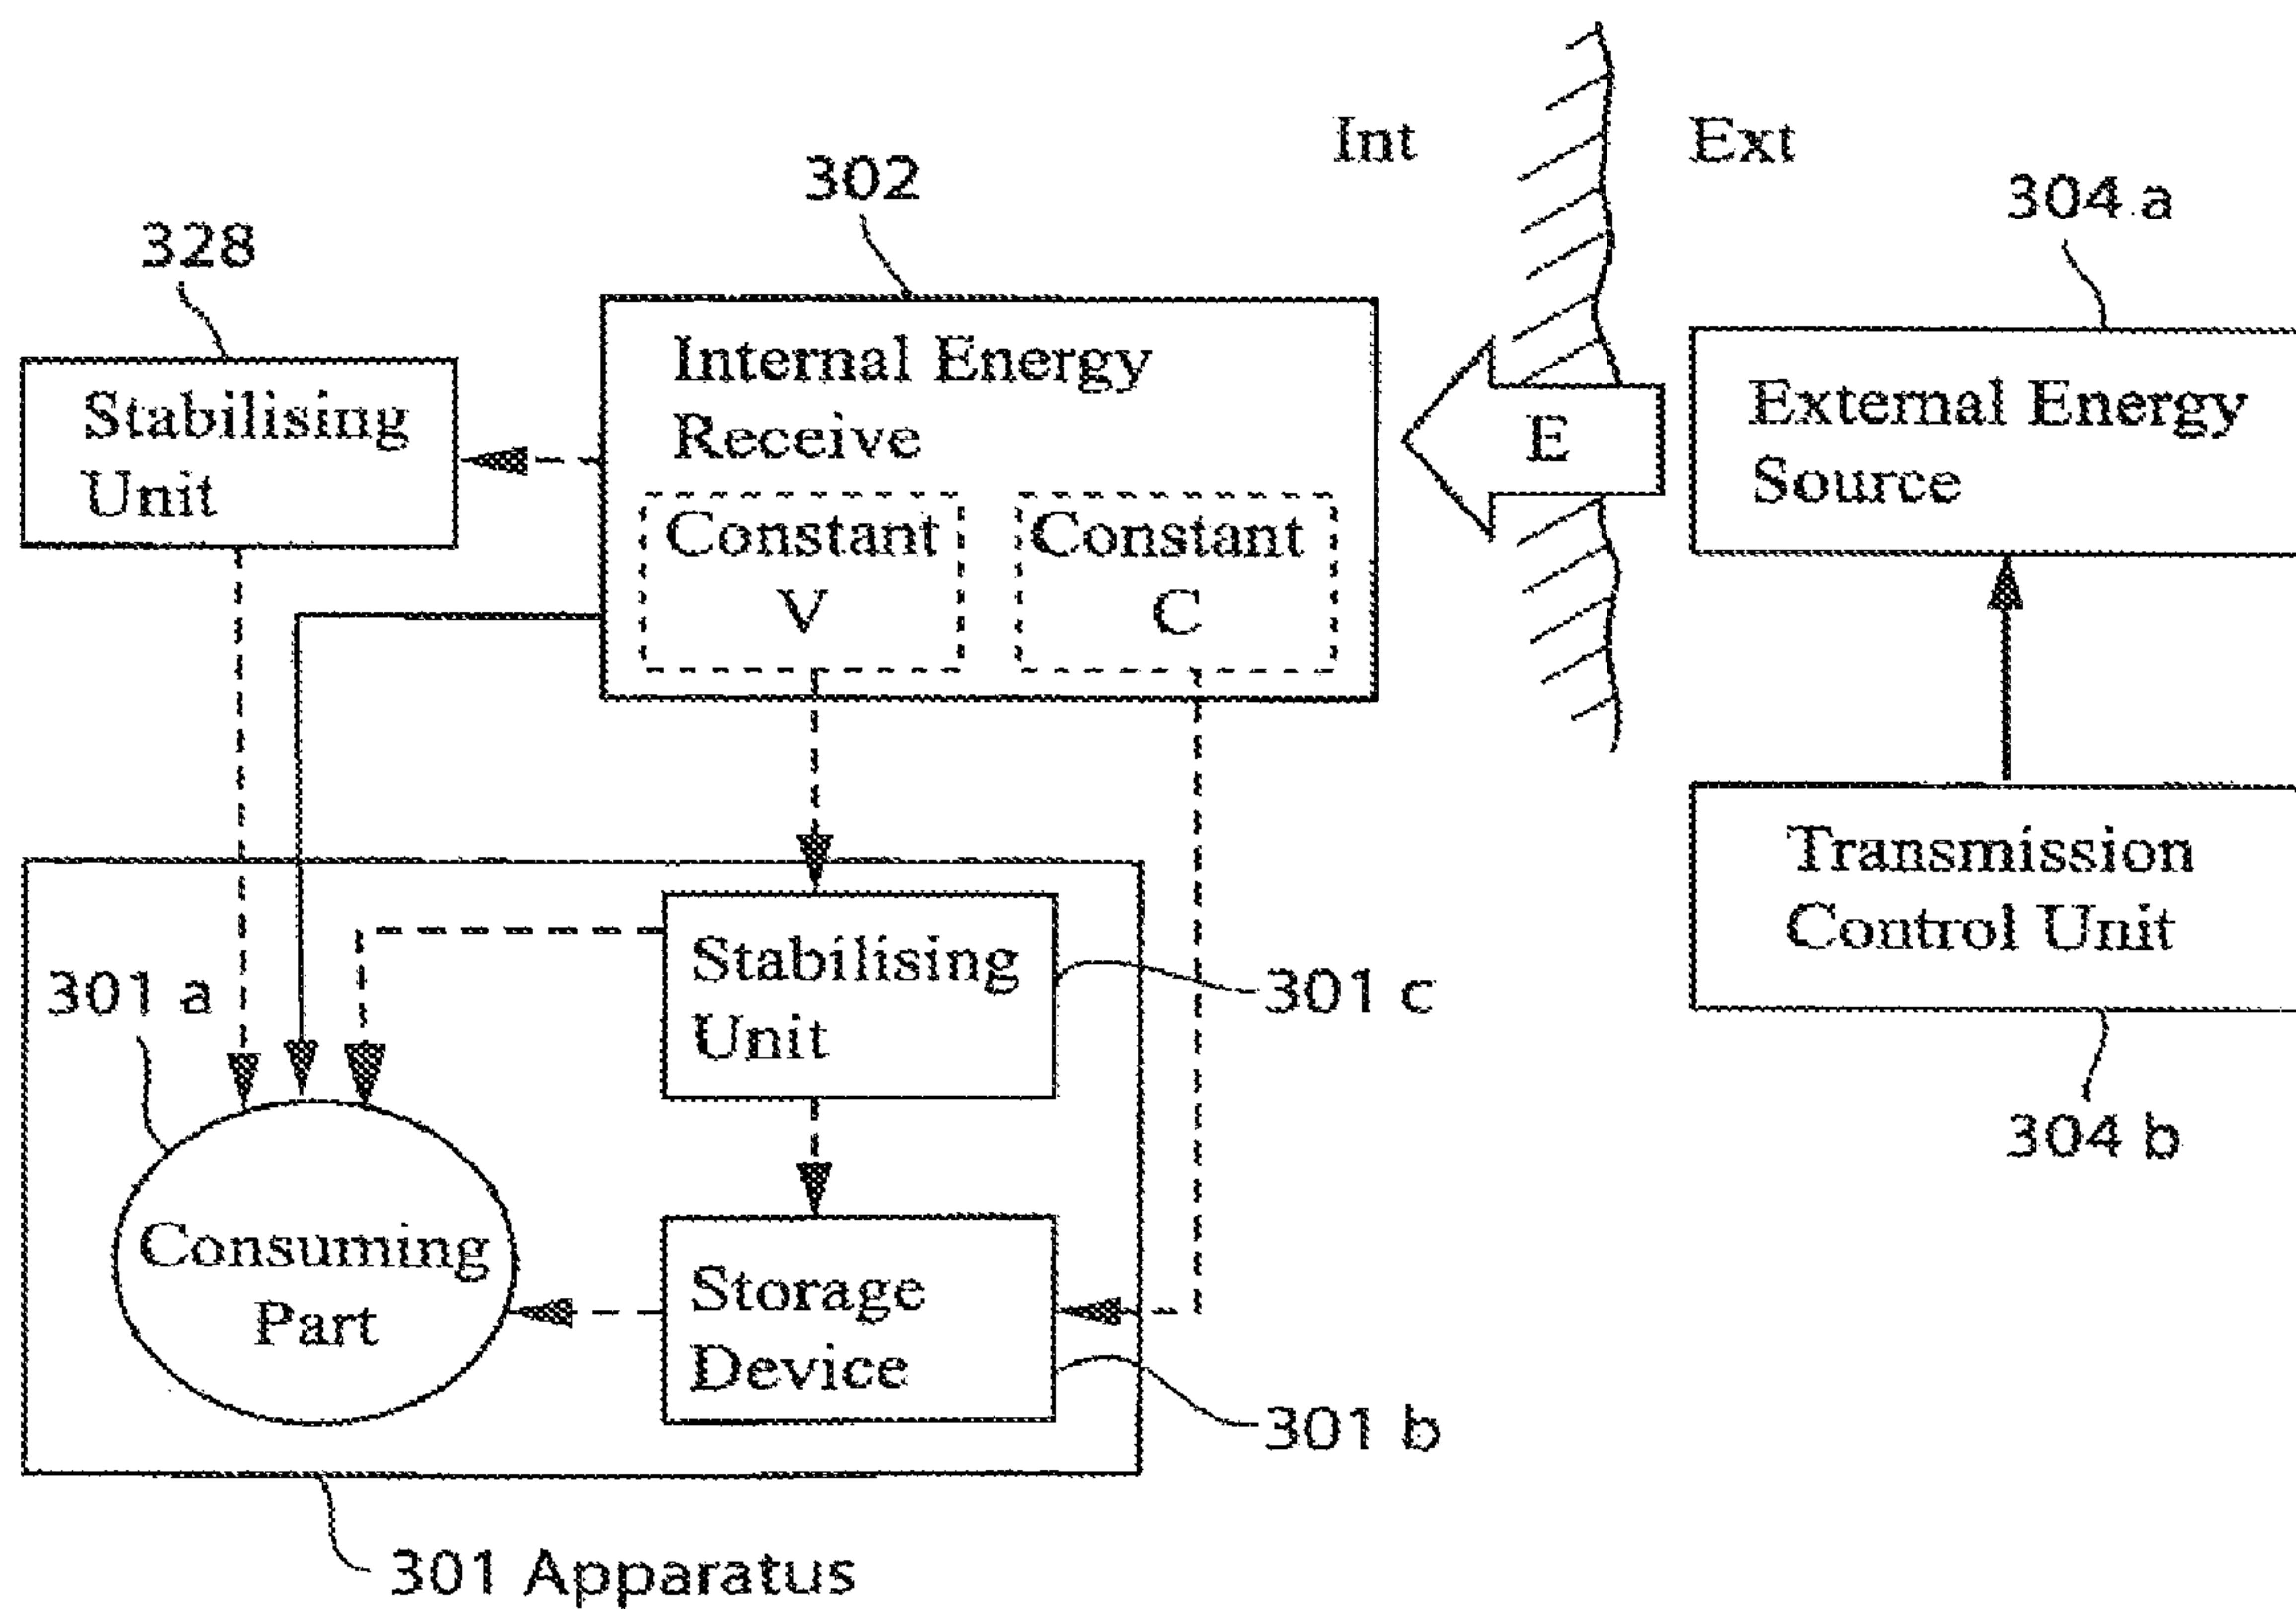 Int
Ext
302
304 a
328
Internal Energy
Receive
External Energy
Source
Stabilising
Unit
E
Constant
V
Constant
C
Transmission
Control Unit
301 a
Stabilising
Unit
301 c
304 b
Consuming
Part
Storage
Device
301 b
301 Apparatus